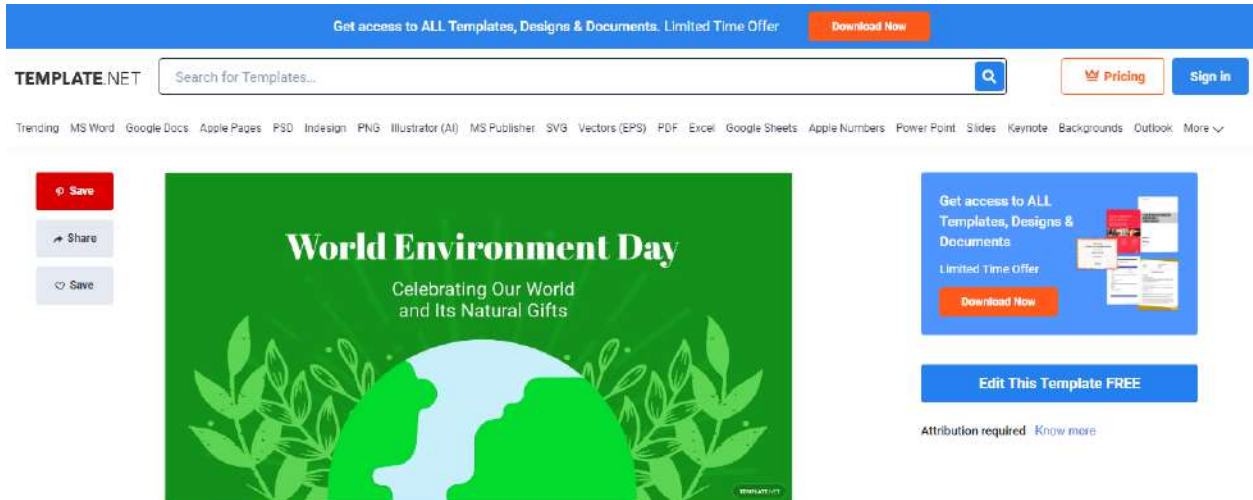 Get access to ALL Templates, Designs & Documents. Limited Time Offer
Download Now
TEMPLATE.NET
Search for Templates...
Pricing
Sign in
Trending MS Word Google Docs Apple Pages PSD Indesign PNG Illustrator (AI) MS Publisher SVG Vectors (EPS) PDF Excel Google Sheets Apple Numbers Power Point Slides Keynote Backgrounds Outlook More
Save
Share
Save
World Environment Day
Celebrating Our World
and Its Natural Gifts
TEMPLATE.NET
Get access to ALL
Templates, Designs &
Documents
Limited Time Offer
Download Now
Edit This Template FREE
Attribution required Know more